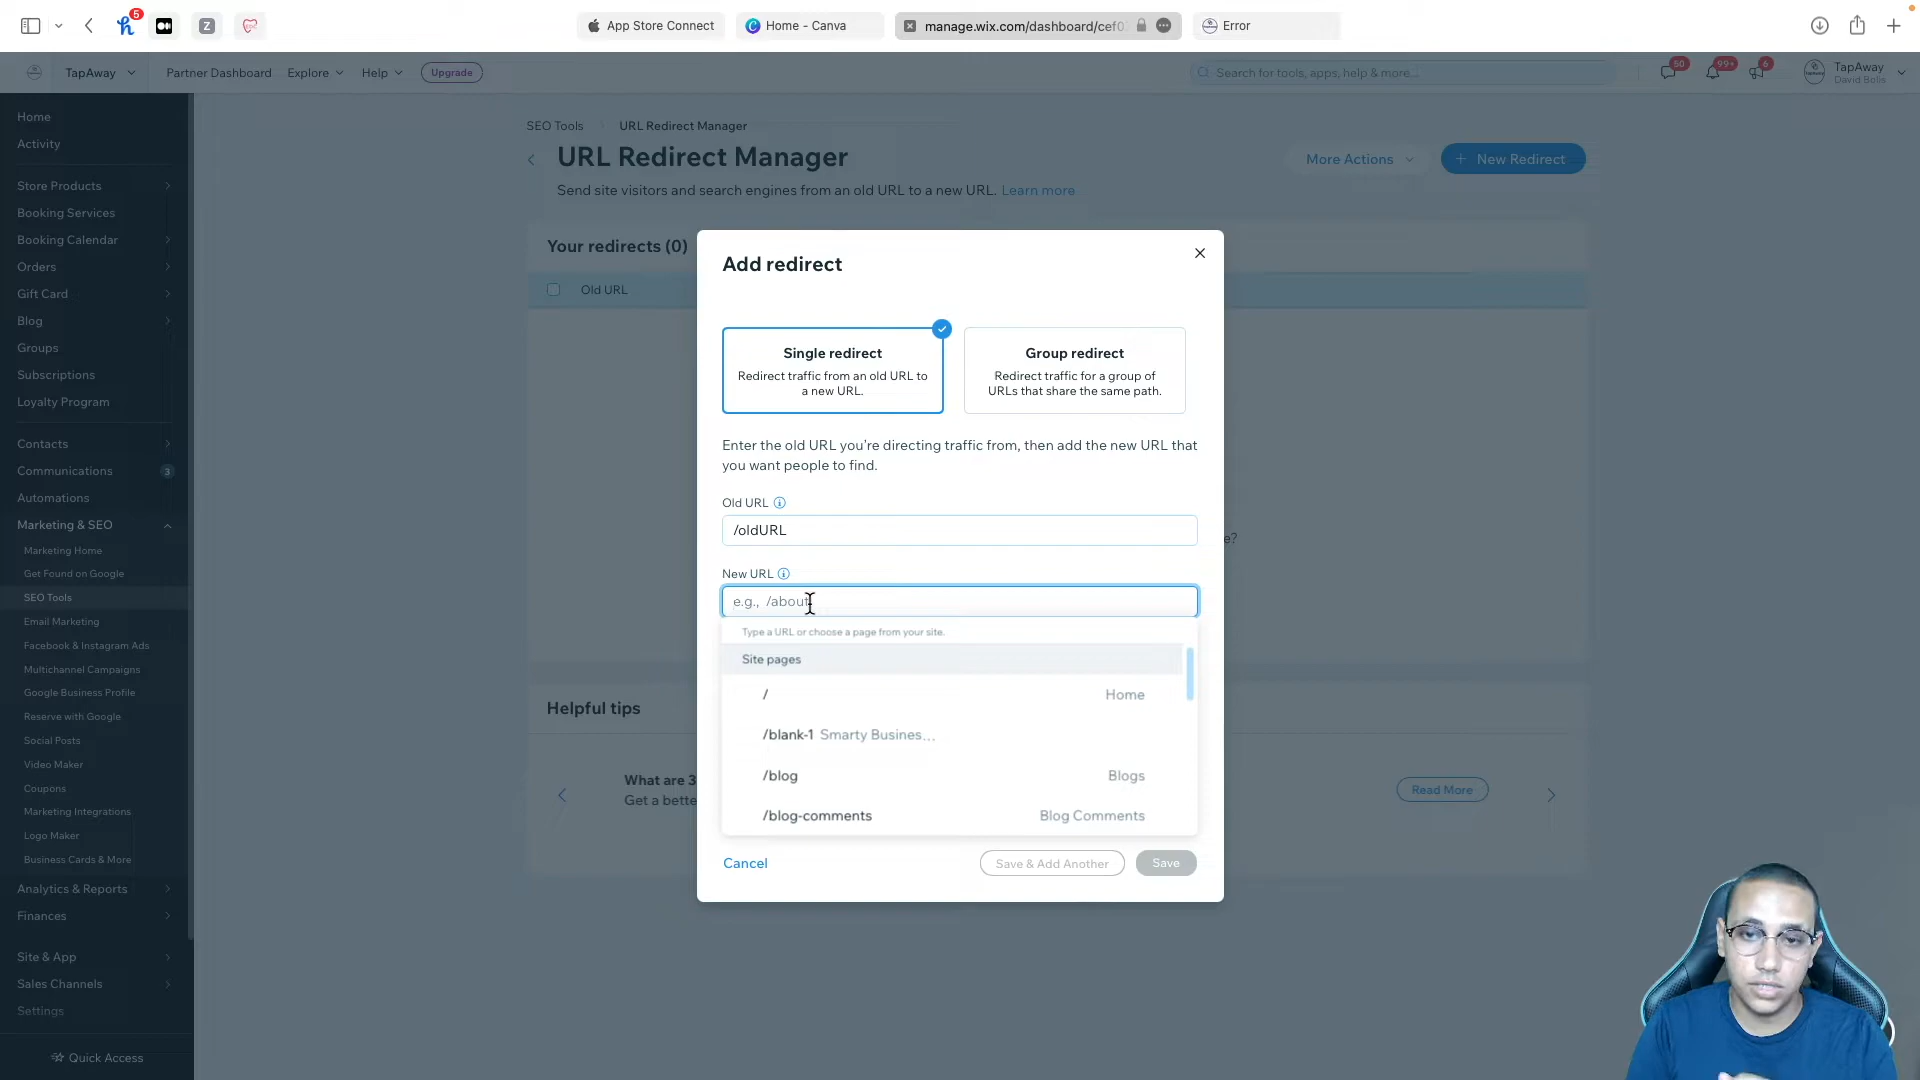 5
Z
App Store Connect
Home - Canva
manage.wix.com/dashboard/cef0
Error
TapAway
Partner Dashboard
Explore
Help
Upgrade
Search for tools, apps, help & more...
50
99+
6
TapAway
David Bolis
Home
Activity
Store Products
Booking Services
Booking Calendar
Orders
Gift Card
Blog
Groups
Subscriptions
Loyalty Program
Contacts
Communications
3
Automations
Marketing & SEO
Marketing Home
Get Found on Google
SEO Tools
Email Marketing
Facebook & Instagram Ads
Multichannel Campaigns
Google Business Profile
Reserve with Google
Social Posts
Video Maker
Coupons
Marketing Integrations
Logo Maker
Business Cards & More
Analytics & Reports
Finances
Site & App
Sales Channels
Settings
Quick Access
SEO Tools
URL Redirect Manager
URL Redirect Manager
More Actions
+ New Redirect
Send site visitors and search engines from an old URL to a new URL. Learn more
Your redirects (0)
Old URL
e?
Helpful tips
What are 3
Get a bette
Read More
Add redirect
Single redirect
Redirect traffic from an old URL to
a new URL.
Group redirect
Redirect traffic for a group of
URLs that share the same path.
Enter the old URL you're directing traffic from, then add the new URL that
you want people to find.
Old URL
/oldURL
New URL
e.g., /about
Type a URL or choose a page from your site.
Site pages
/ Home
/blank-1 Smarty Busines...
/blog Blogs
/blog-comments Blog Comments
Cancel
Save & Add Another
Save